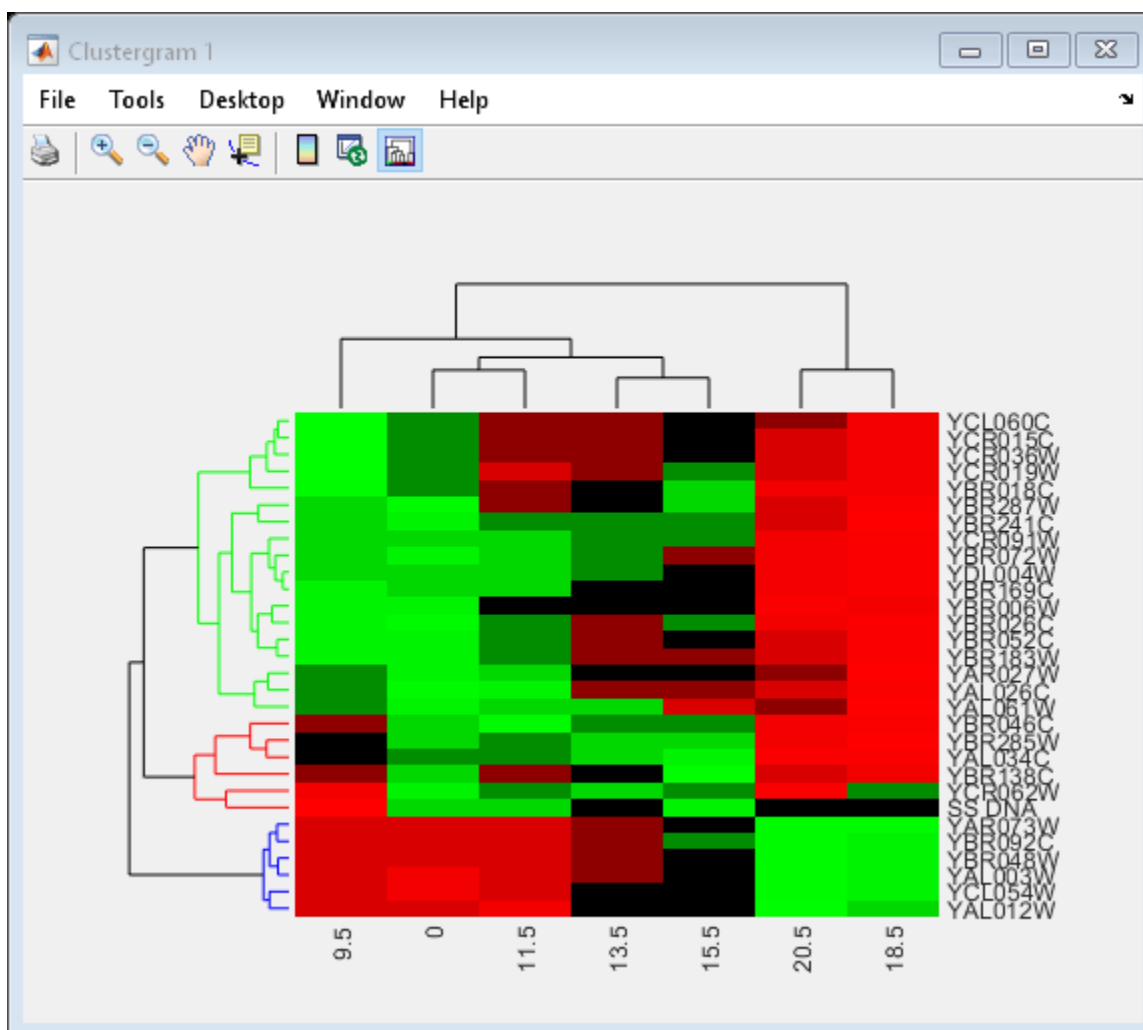 Clustergram 1
File Tools Desktop Window Help
YCL060C
YCR015C
YCR036W
YCR019W
YBR018C
YBR287W
YBR241C
YCR091W
YBR072W
YDL004W
YBR169C
YBR006W
YBR026C
YBR052C
YBR183W
YAR027W
YAL026C
YAL061W
YBR046C
YBR285W
YAL034C
YBR138C
YCR062W
SS DNA
YAR073W
YBR092C
YBR048W
YAL003W
YCL054W
YAL012W
9.5 0 11.5 13.5 15.5 20.5 18.5